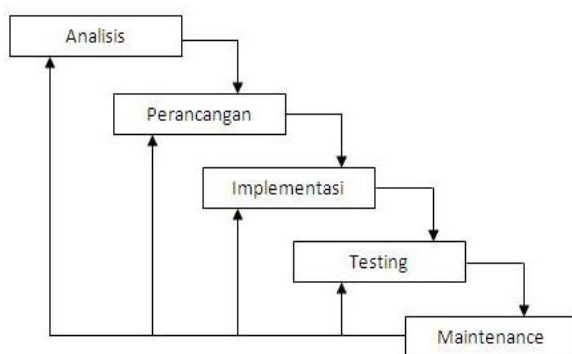 Analisis
Perancangan
Implementasi
Testing
Maintenance